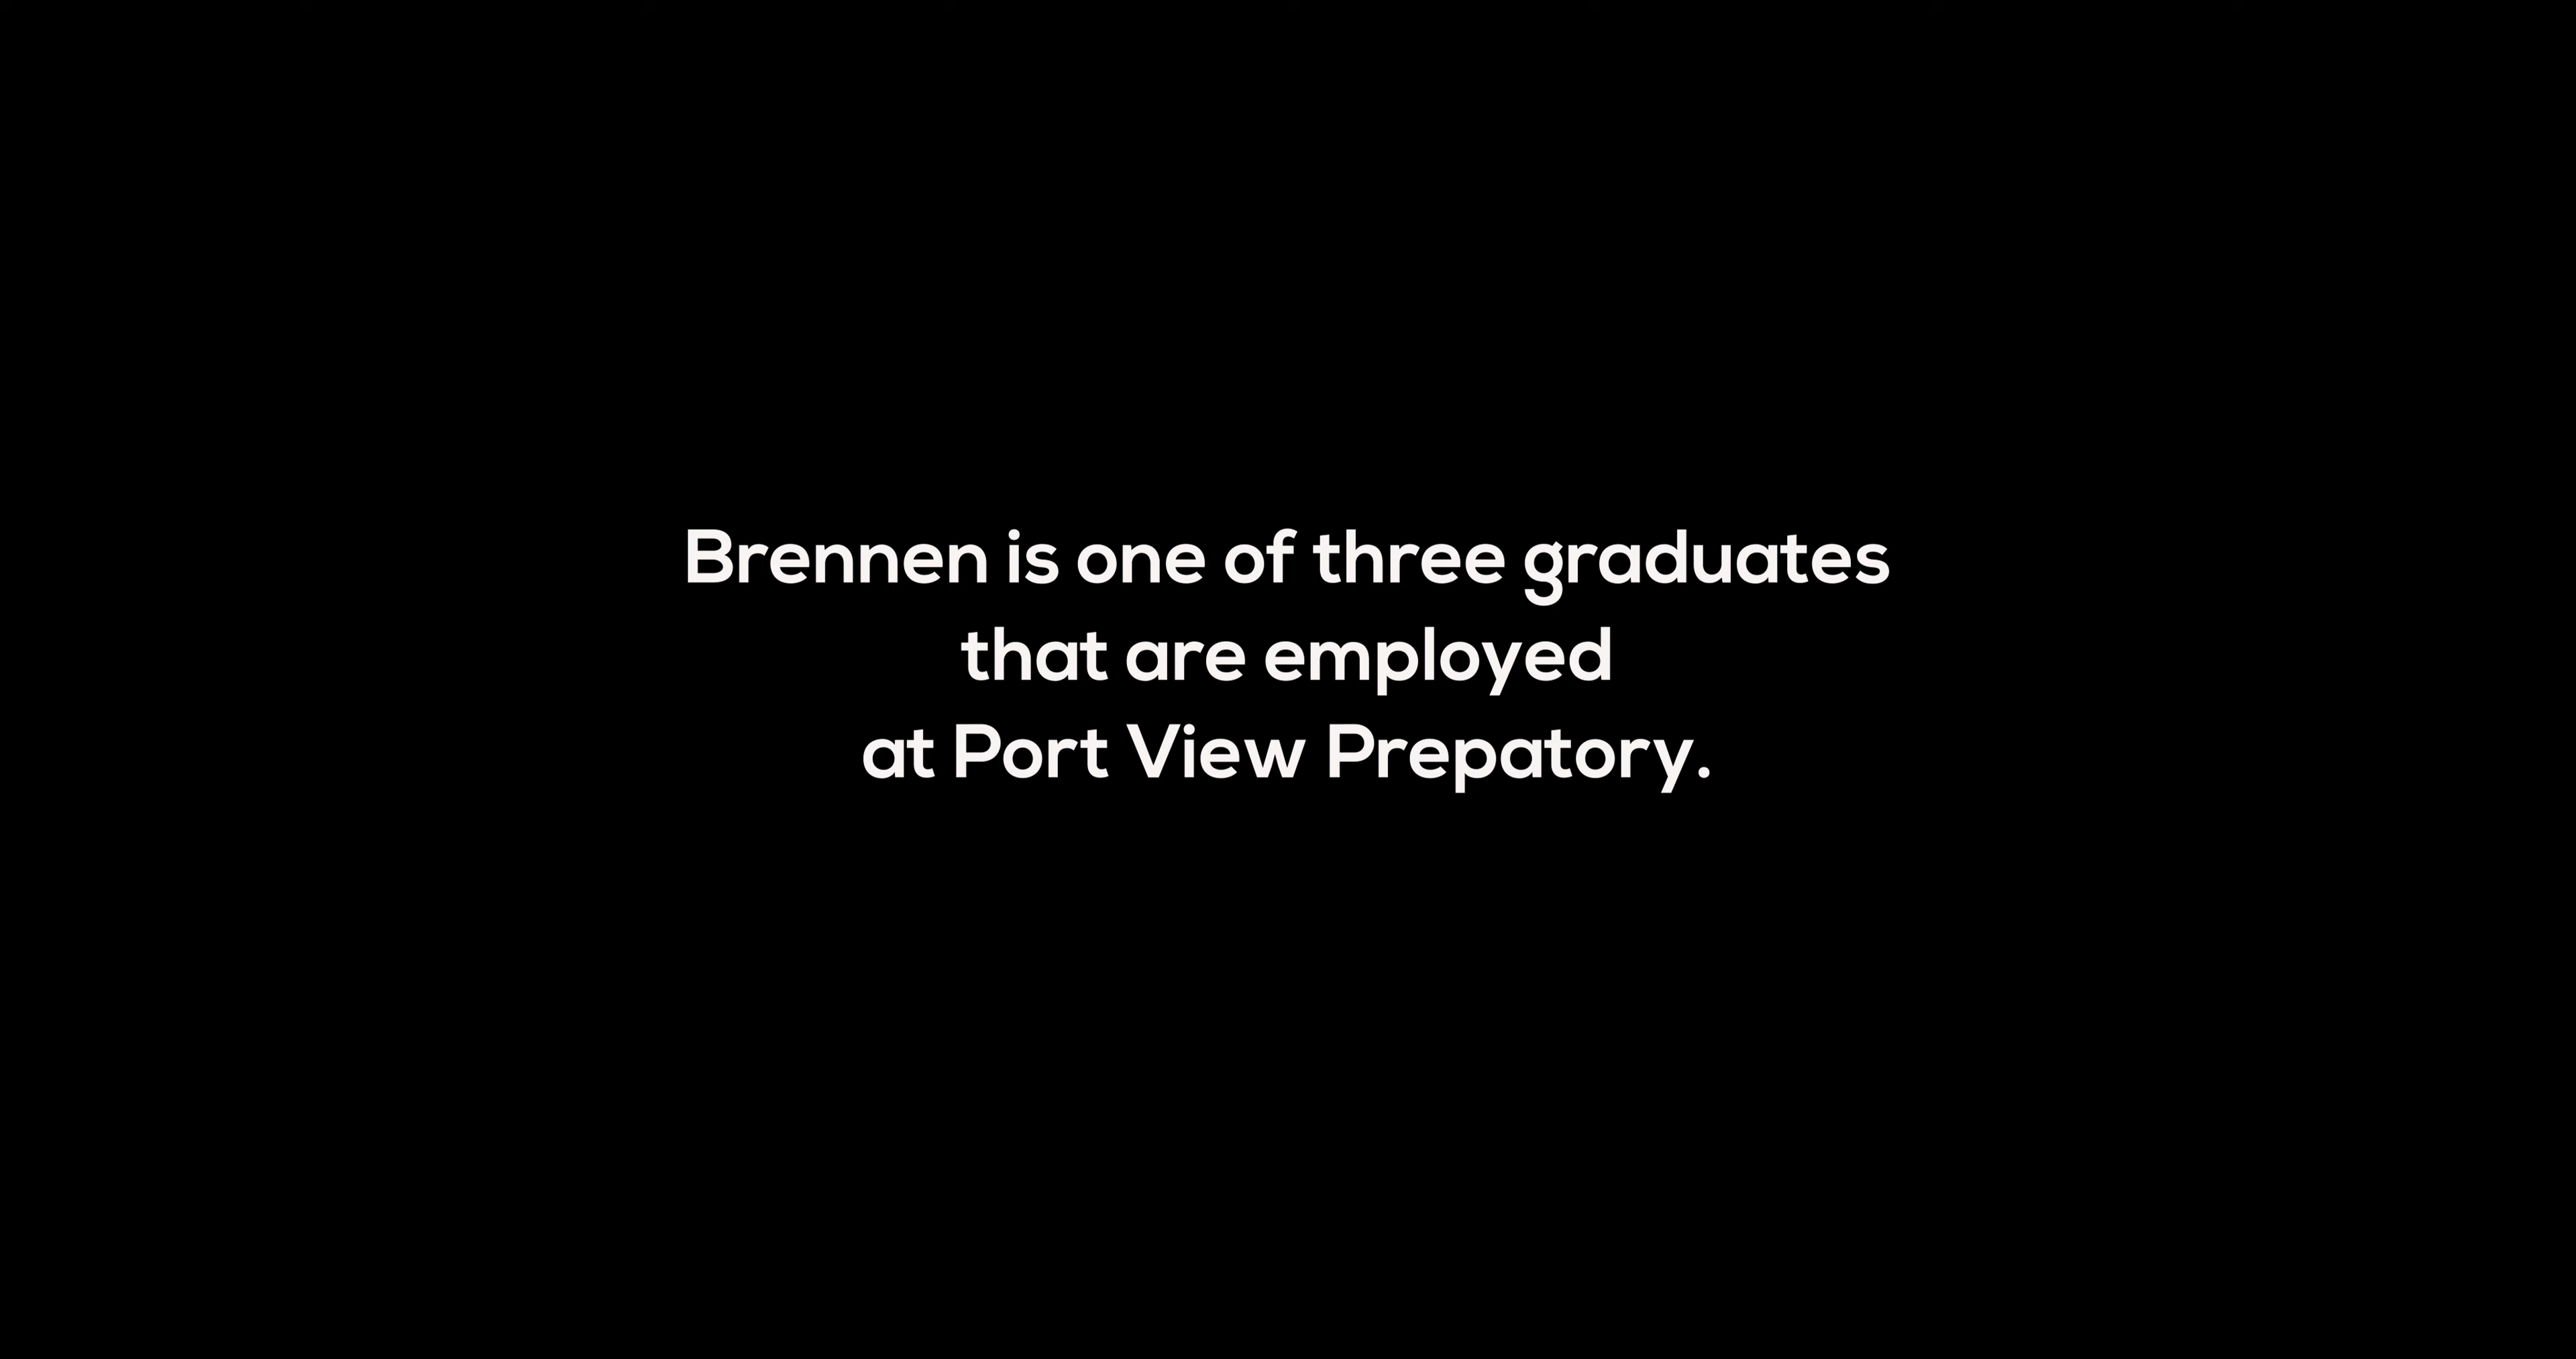 Brennen is one of three graduates
that are employed
at Port View Prepatory.